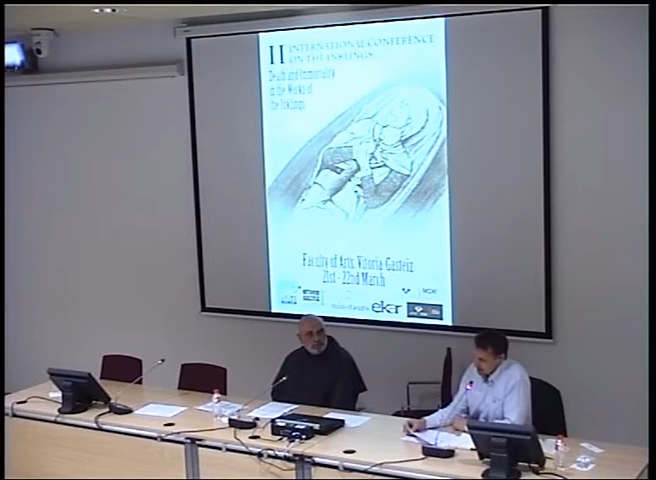 II INTERNATIONAL CONFERENCE
ON THE INKLINGS
Death and Immortality
in the Works of
the Inklings
Faculty of Arts, Vitoria-Gasteiz
21st - 22nd March